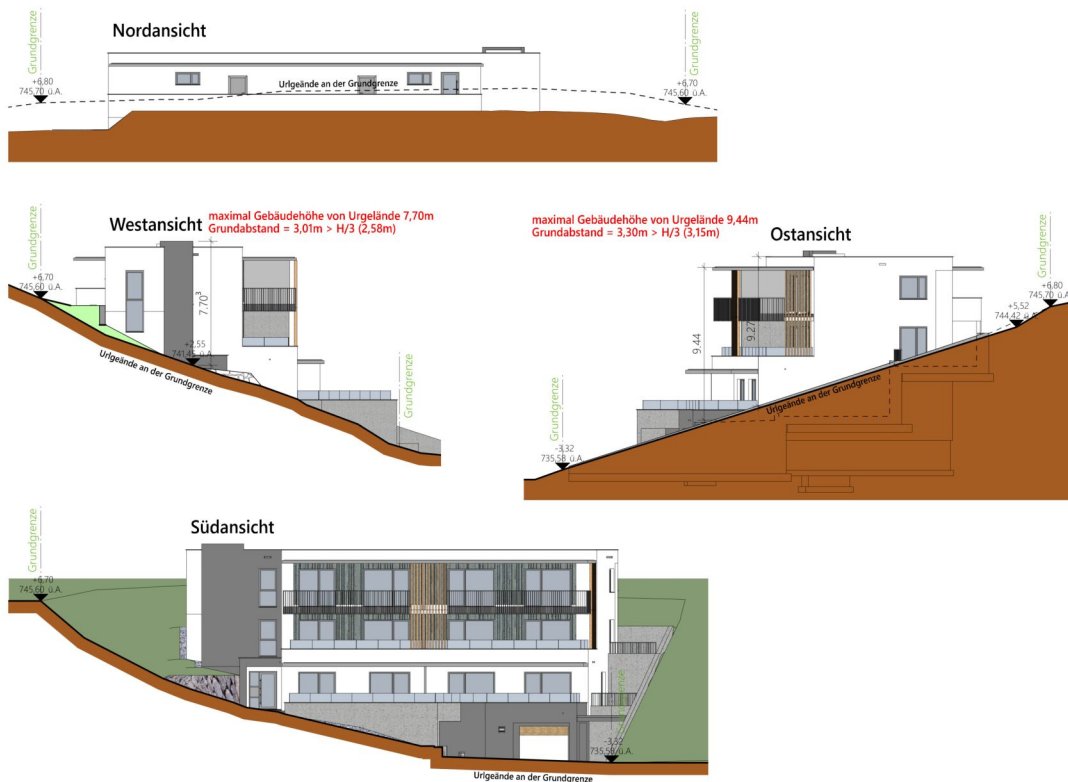 Nordansicht
Grundgrenze
+6,80
745,70 ü.A.
Urlgeände an der Grundgrenze
Grundgrenze
+6,70
745,60 ü.A.
Westansicht
maximal Gebäudehöhe von Urgelände 7,70m
Grundabstand = 3,01m > H/3 (2,58m)
Grundgrenze
+6,70
745,60 ü.A.
7.70³
+2,55
741,45 ü.A.
Urlgeände an der Grundgrenze
Grundgrenze
maximal Gebäudehöhe von Urgelände 9,44m
Grundabstand = 3,30m > H/3 (3,15m)
Ostansicht
Grundgrenze
+6,80
745,70 ü.A.
+5,52
744,42 ü.A.
9.44
9.27
Urlgeände an der Grundgrenze
Grundgrenze
-3,32
735,58 ü.A.
Südansicht
Grundgrenze
+6,70
745,60 ü.A.
Grundgrenze
-3,32
735,58 ü.A.
Urlgeände an der Grundgrenze